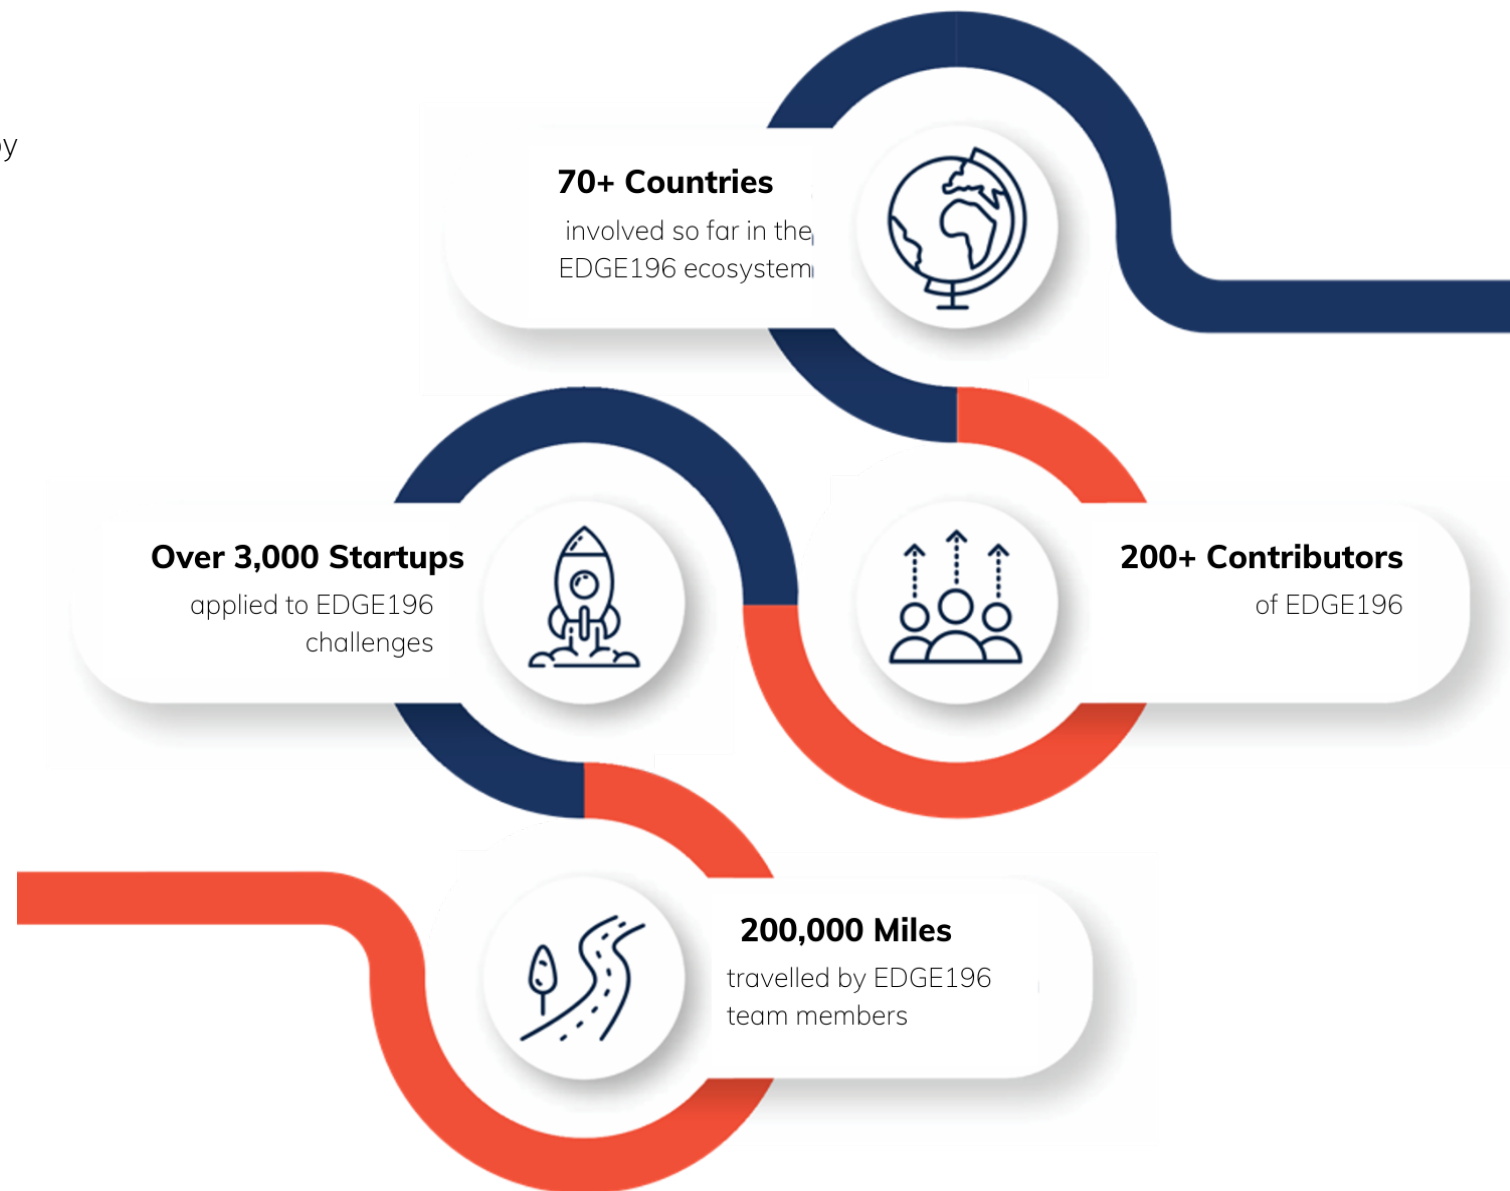 70+ Countries
involved so far in the
EDGE196 ecosystem
Over 3,000 Startups
applied to EDGE196
challenges
200+ Contributors
of EDGE196
200,000 Miles
travelled by EDGE196
team members